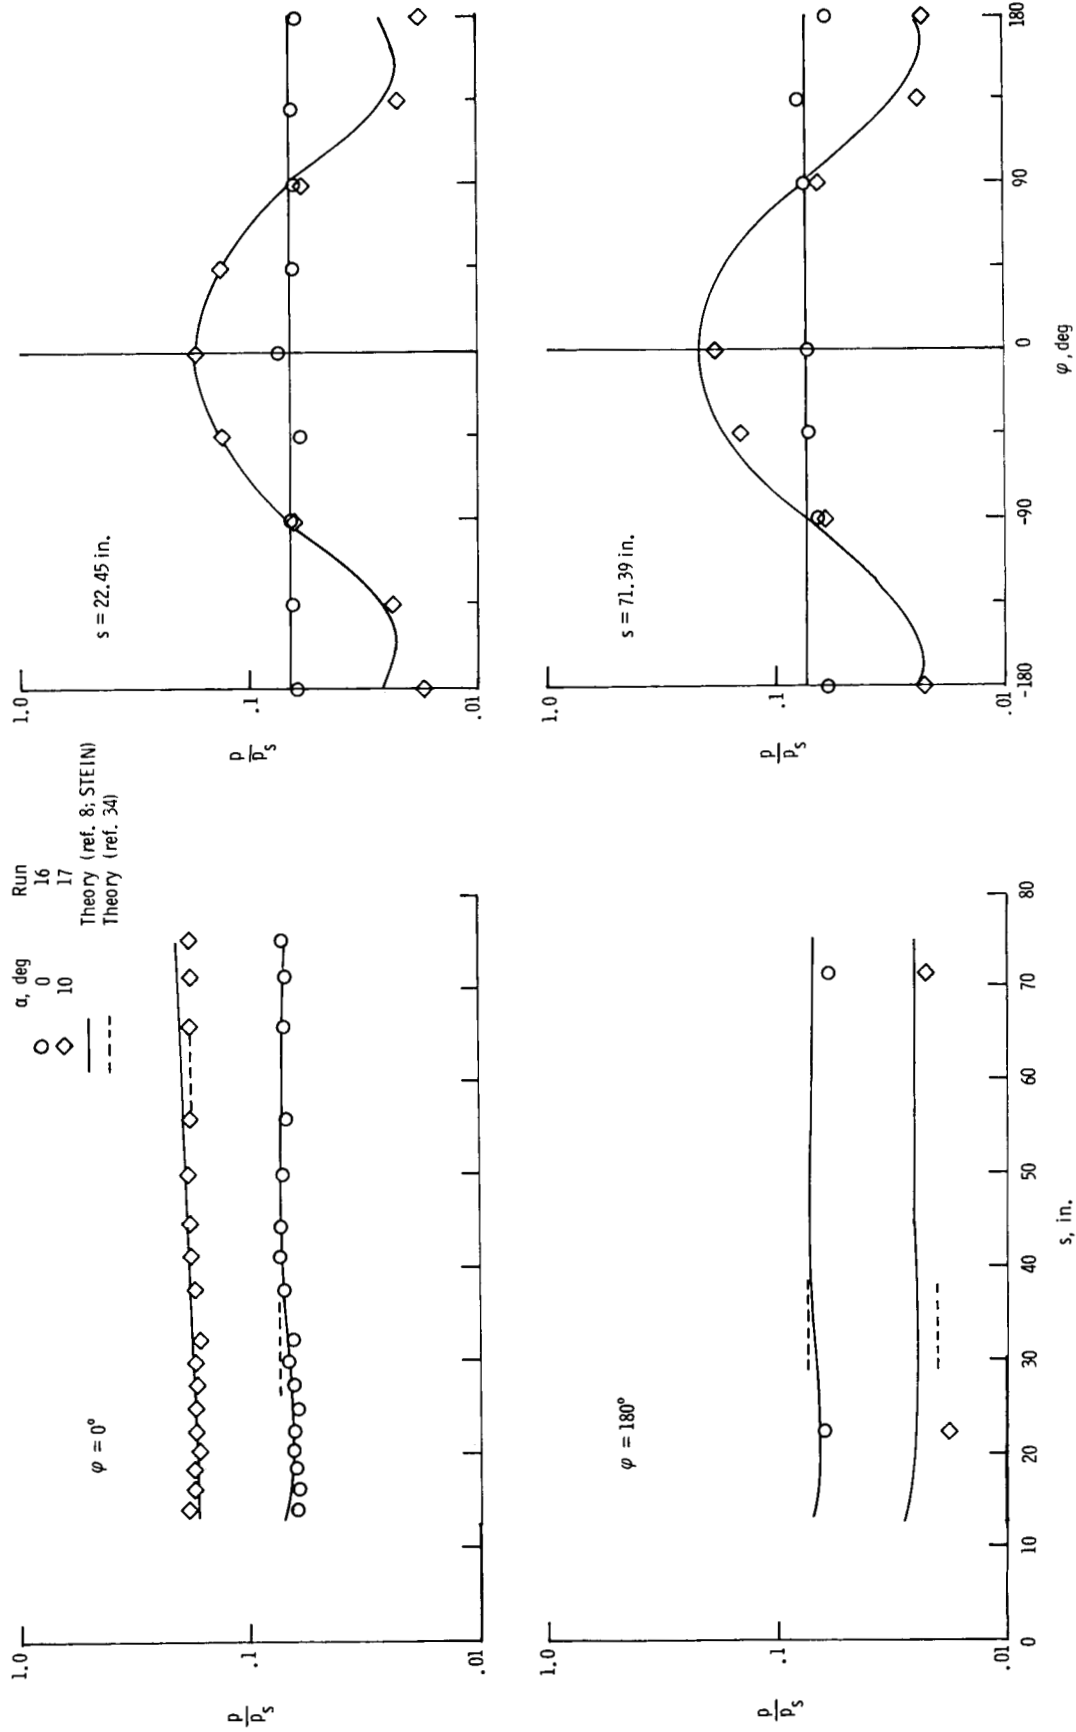 α, deg Run
0 16
10 17
Theory (ref. 8; STEIN)
Theory (ref. 34)
1.0
.1
.01
p
p_s
φ = 0°
1.0
.1
.01
p
p_s
s = 22.45 in.
1.0
.1
.01
p
p_s
φ = 180°
0 10 20 30 40 50 60 70 80
s, in.
1.0
.1
.01
p
p_s
s = 71.39 in.
-180 -90 0 90 180
φ, deg